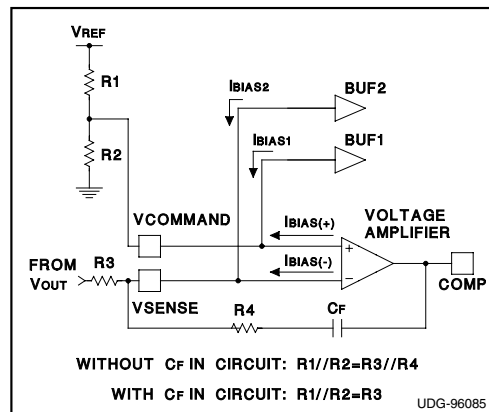 VREF
R1
R2
IBIAS2
BUF2
IBIAS1
BUF1
VCOMMAND
IBIAS(+)
VOLTAGE
AMPLIFIER
+
FROM
VOUT
R3
IBIAS(-)
−
COMP
VSENSE
R4
CF
WITHOUT CF IN CIRCUIT: R1//R2=R3//R4
WITH CF IN CIRCUIT: R1//R2=R3
UDG-96085